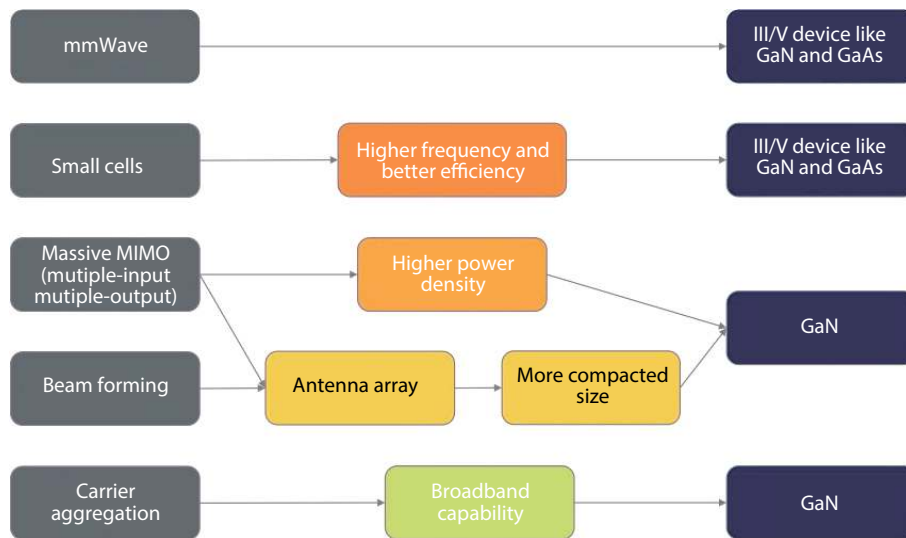 mmWave
III/V device like
GaN and GaAs
Small cells
Higher frequency and
better efficiency
III/V device like
GaN and GaAs
Massive MIMO
(mutiple-input
mutiple-output)
Higher power
density
GaN
Beam forming
Antenna array
More compacted
size
Carrier
aggregation
Broadband
capability
GaN